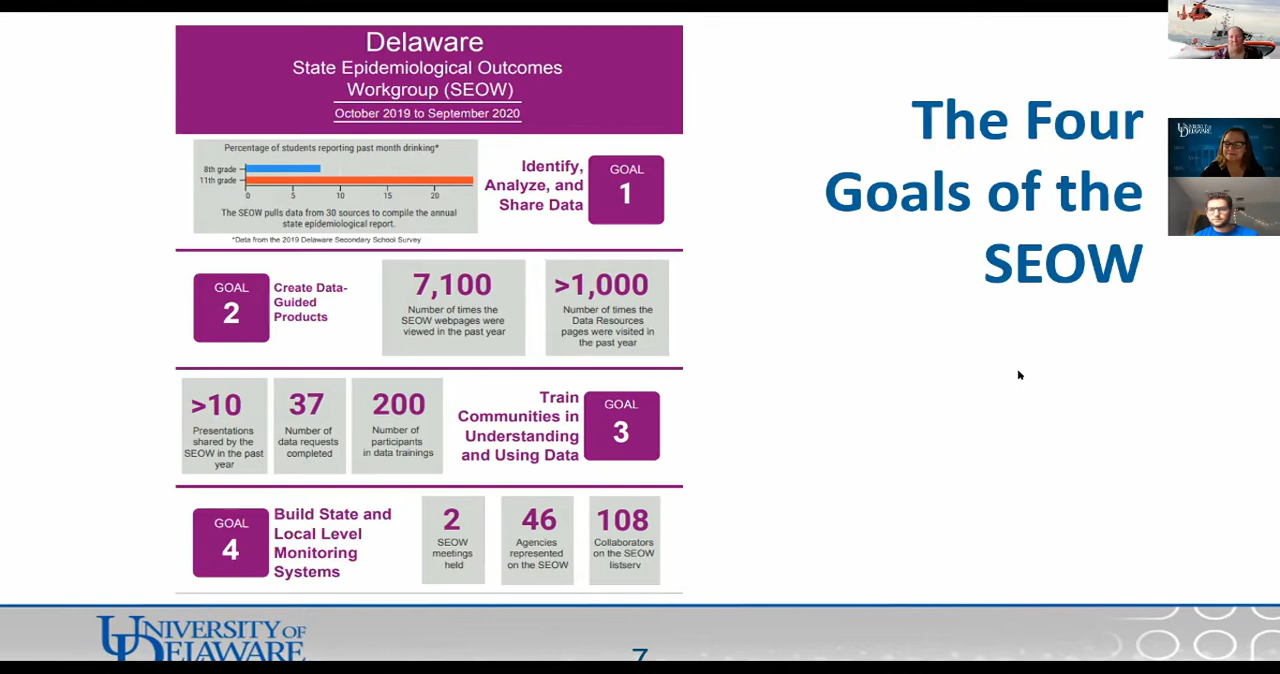 Delaware
State Epidemiological Outcomes
Workgroup (SEOW)
October 2019 to September 2020
The Four
Goals of the
SEOW
Percentage of students reporting past month drinking*
8th grade
11th grade
0 5 10 15 20
The SEOW pulls data from 30 sources to compile the annual
state epidemiological report.
*Data from the 2019 Delaware Secondary School Survey
Identify,
Analyze, and
Share Data
GOAL
1
GOAL
2
Create Data-
Guided
Products
7,100
Number of times the
SEOW webpages were
viewed in the past year
>1,000
Number of times the
Data Resources
pages were visited in
the past year
>10
Presentations
shared by the
SEOW in the past
year
37
Number of
data requests
completed
200
Number of
participants
in data trainings
Train
Communities in
Understanding
and Using Data
GOAL
3
GOAL
4
Build State and
Local Level
Monitoring
Systems
2
SEOW
meetings
held
46
Agencies
represented
on the SEOW
108
Collaborators
on the SEOW
listserv
UNIVERSITY OF
DELAWARE
7
UNIVERSITY OF
DELAWARE